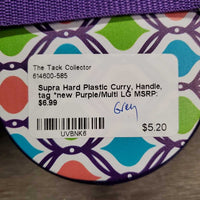 The Tack Collector
614600-585
Supra Hard Plastic Curry, Handle,
tag *new Purple/Multi LG MSRP:
$6.99
Grey
UVBNK6
$5.20